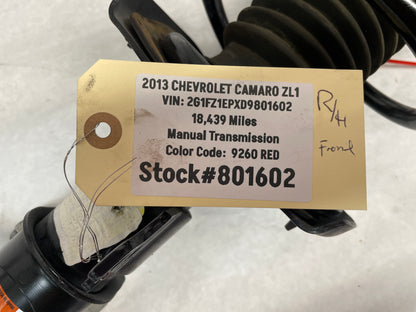 2013 CHEVROLET CAMARO ZL1
VIN: 2G1FZ1EPXD9801602
18,439 Miles
Manual Transmission
Color Code: 9260 RED
Stock#801602
R/H
Front